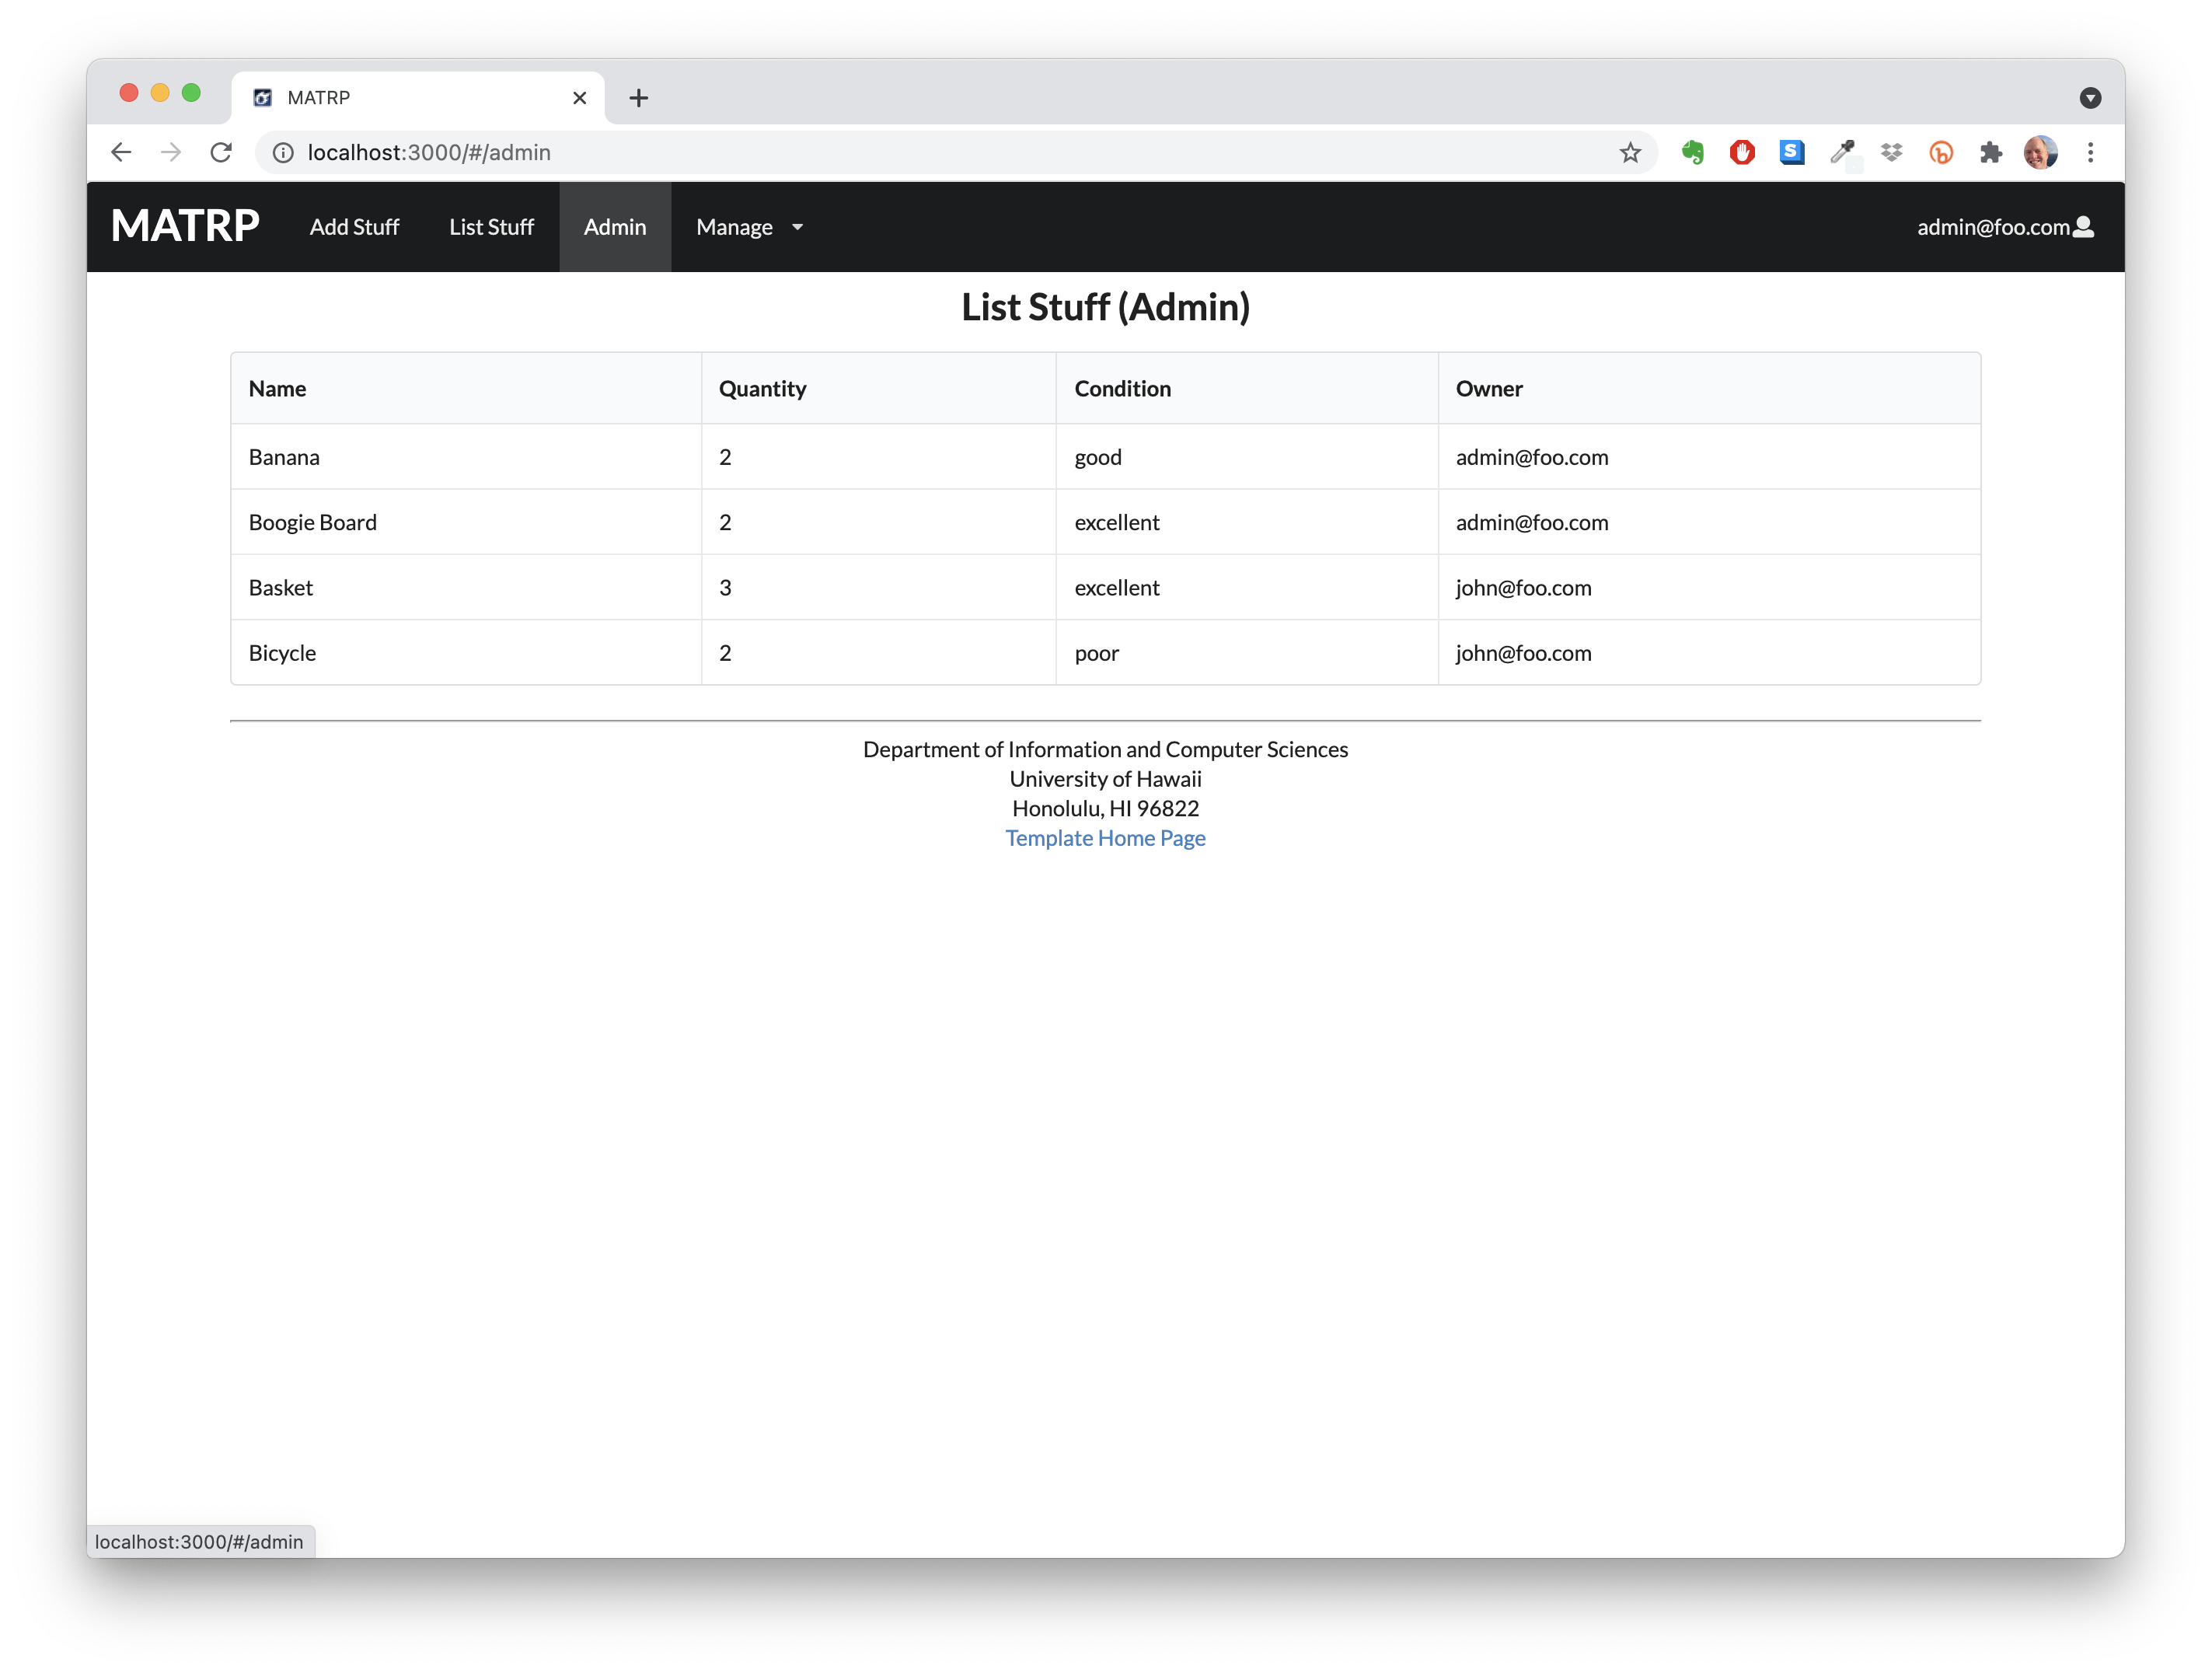 MATRP
localhost:3000/#/admin
S
MATRP Add Stuff List Stuff Admin Manage admin@foo.com
List Stuff (Admin)
Name Quantity Condition Owner
Banana 2 good admin@foo.com
Boogie Board 2 excellent admin@foo.com
Basket 3 excellent john@foo.com
Bicycle 2 poor john@foo.com
Department of Information and Computer Sciences
University of Hawaii
Honolulu, HI 96822
Template Home Page
localhost:3000/#/admin